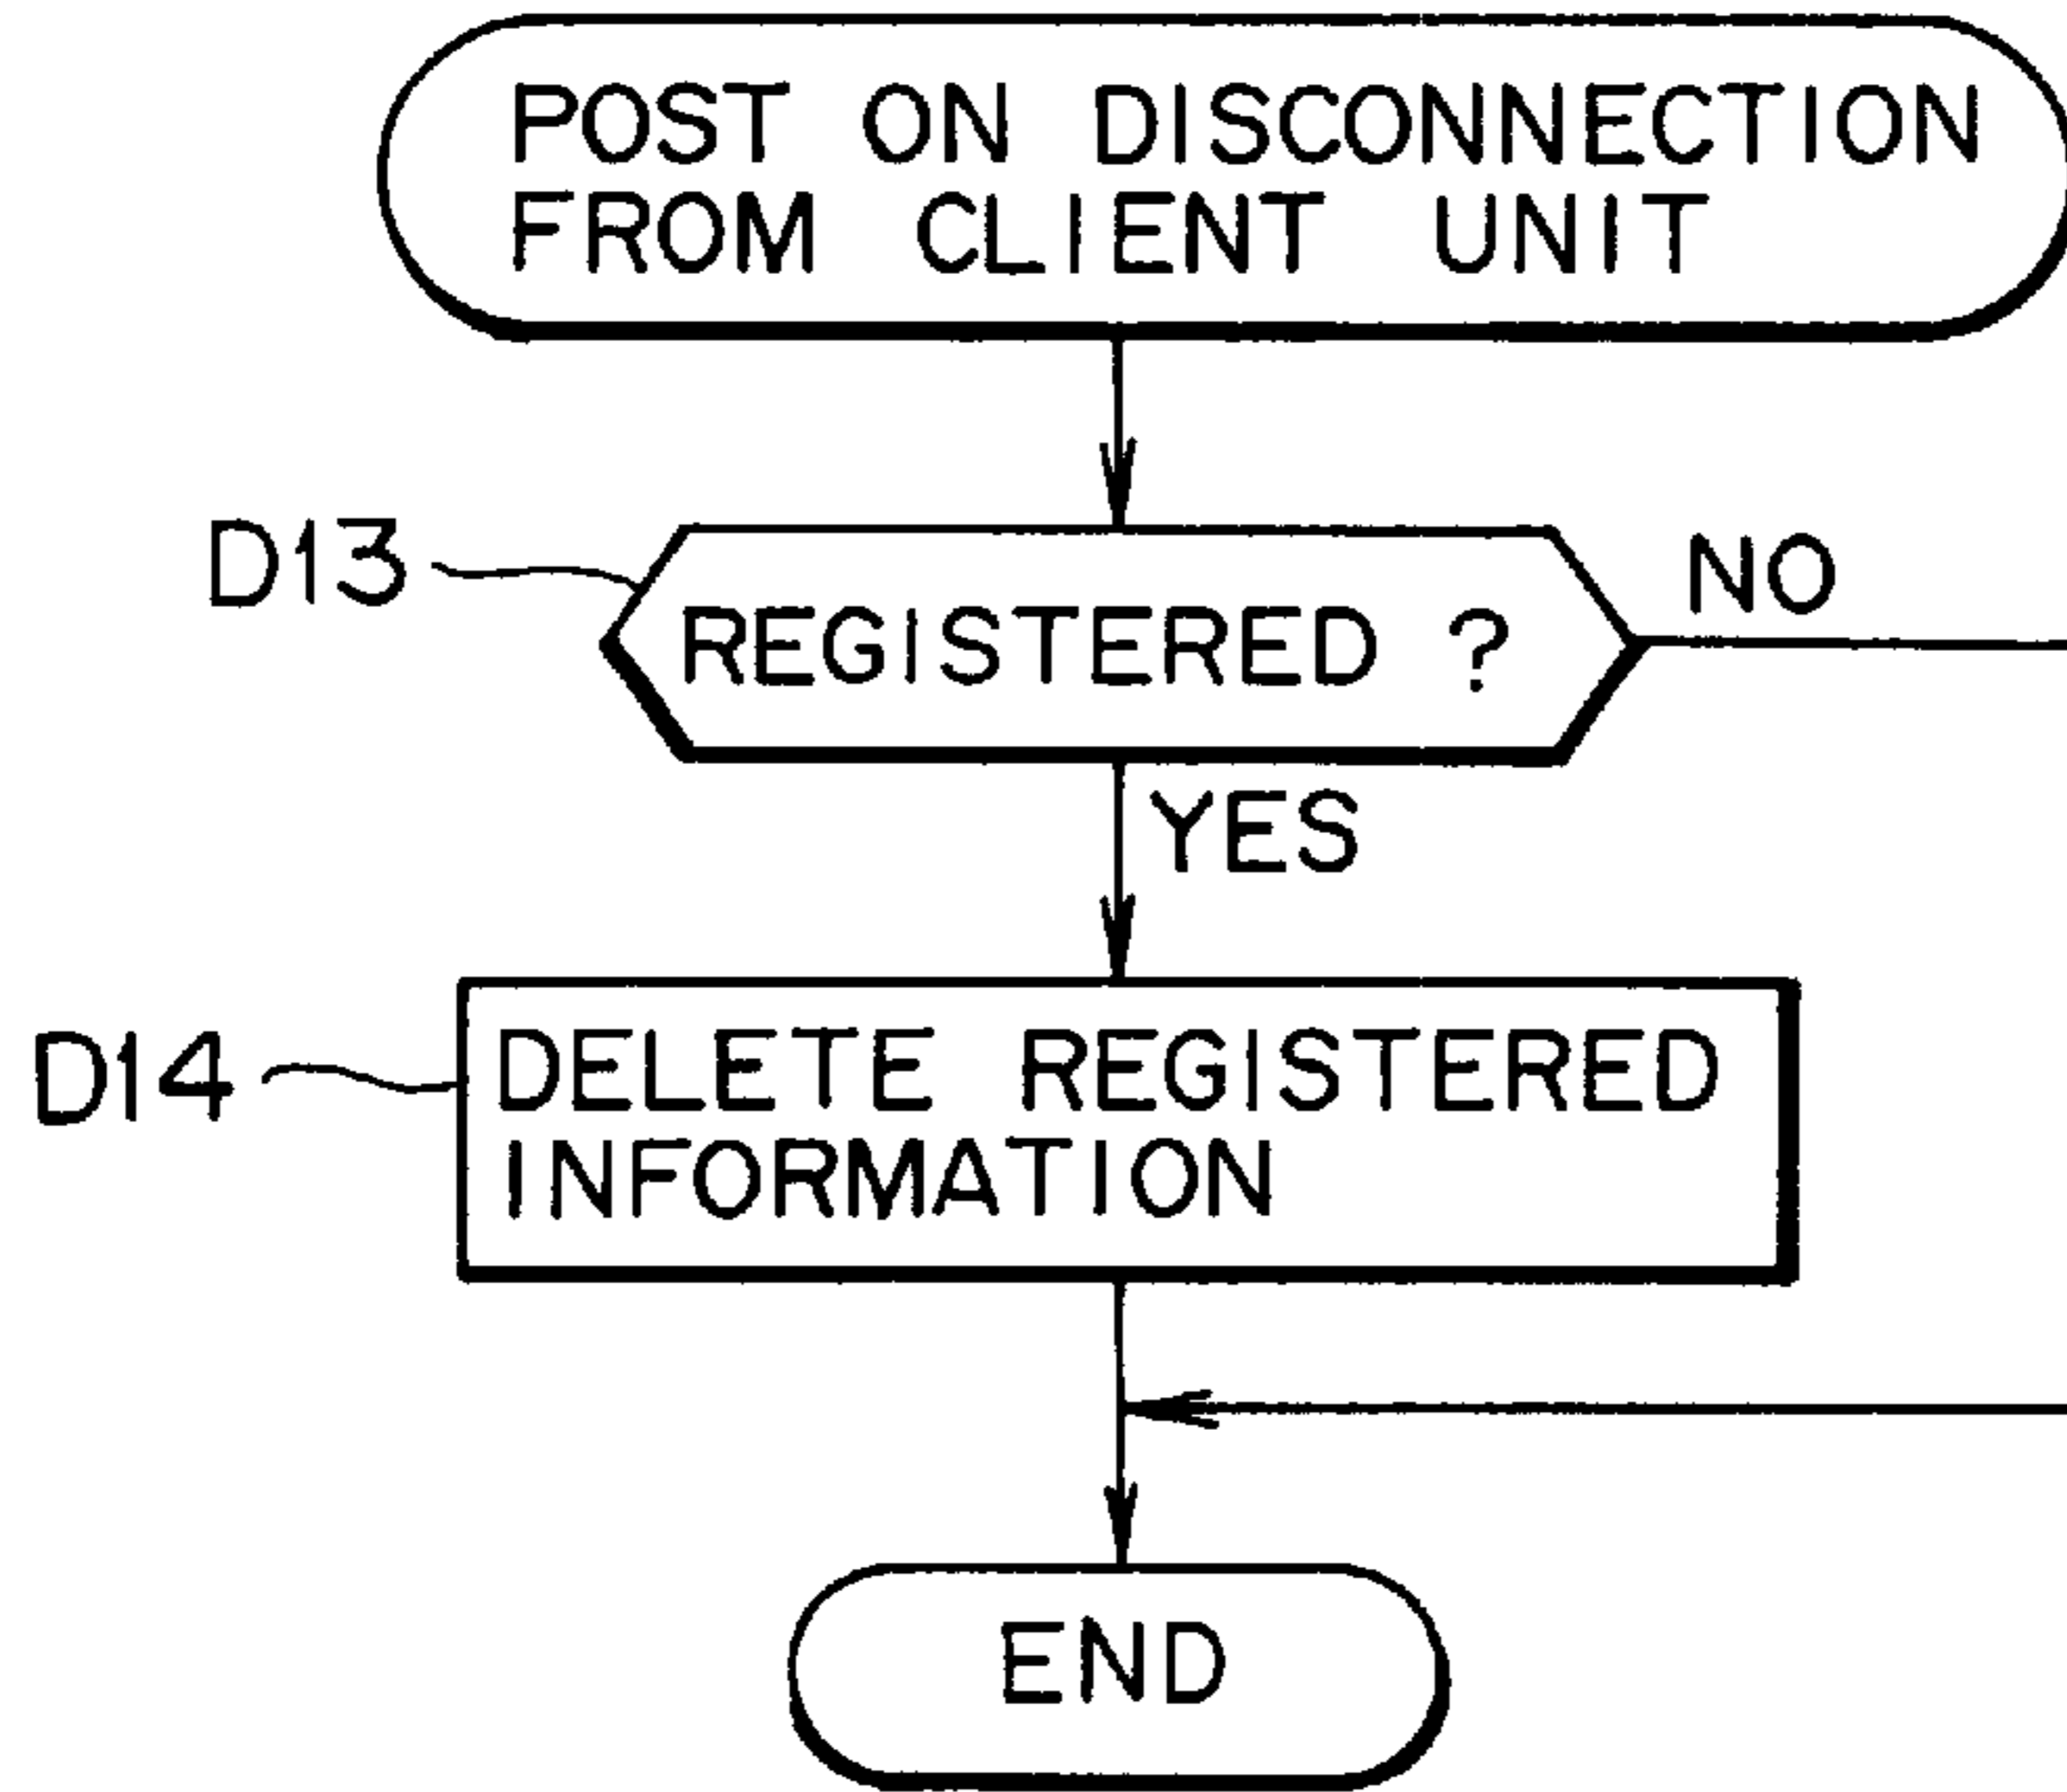 POST ON DISCONNECTION
FROM CLIENT UNIT
D13
REGISTERED ?
NO
YES
D14
DELETE REGISTERED
INFORMATION
END